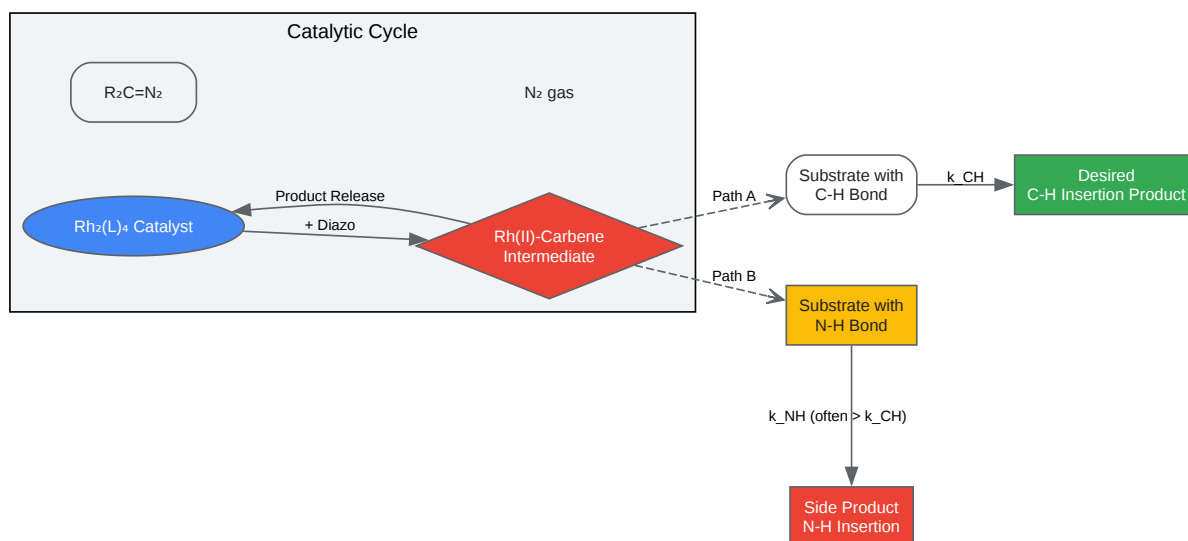 Catalytic Cycle
R₂C=N₂
N₂ gas
Rh₂(L)₄ Catalyst
Product Release
+ Diazo
Rh(II)-Carbene
Intermediate
Path A
Path B
Substrate with
C-H Bond
k_CH
Desired
C-H Insertion Product
Substrate with
N-H Bond
k_NH (often > k_CH)
Side Product
N-H Insertion